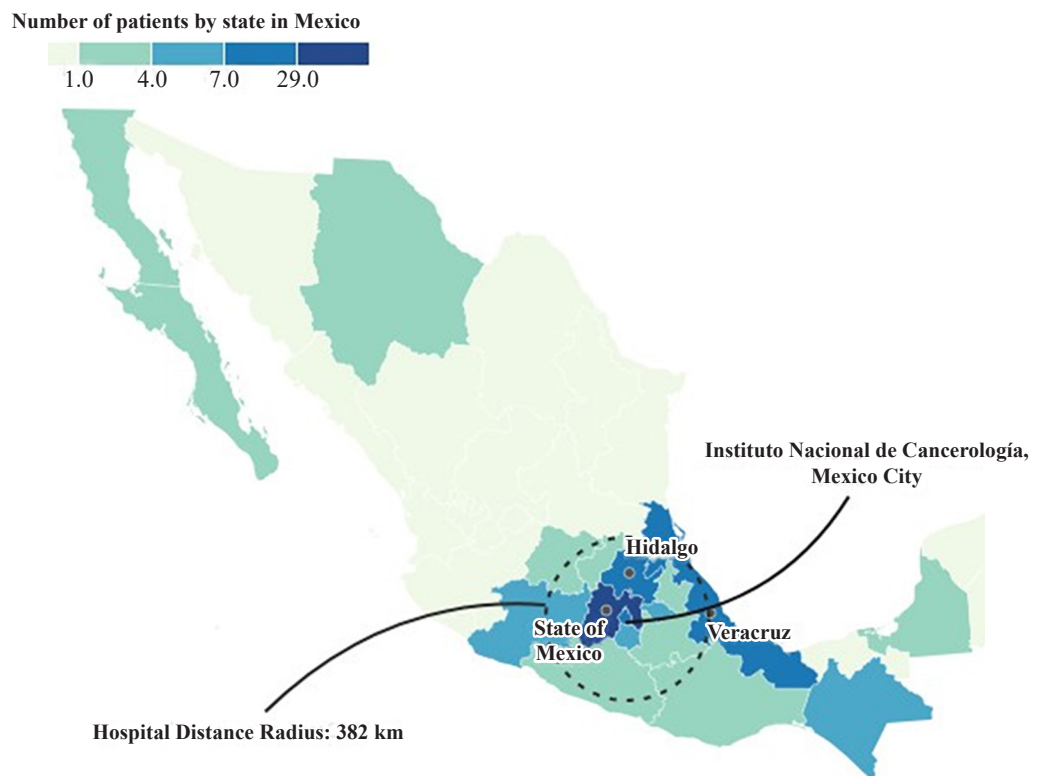 Number of patients by state in Mexico
1.0 4.0 7.0 29.0
Instituto Nacional de Cancerología,
Mexico City
Hidalgo
State of
Mexico
Veracruz
Hospital Distance Radius: 382 km